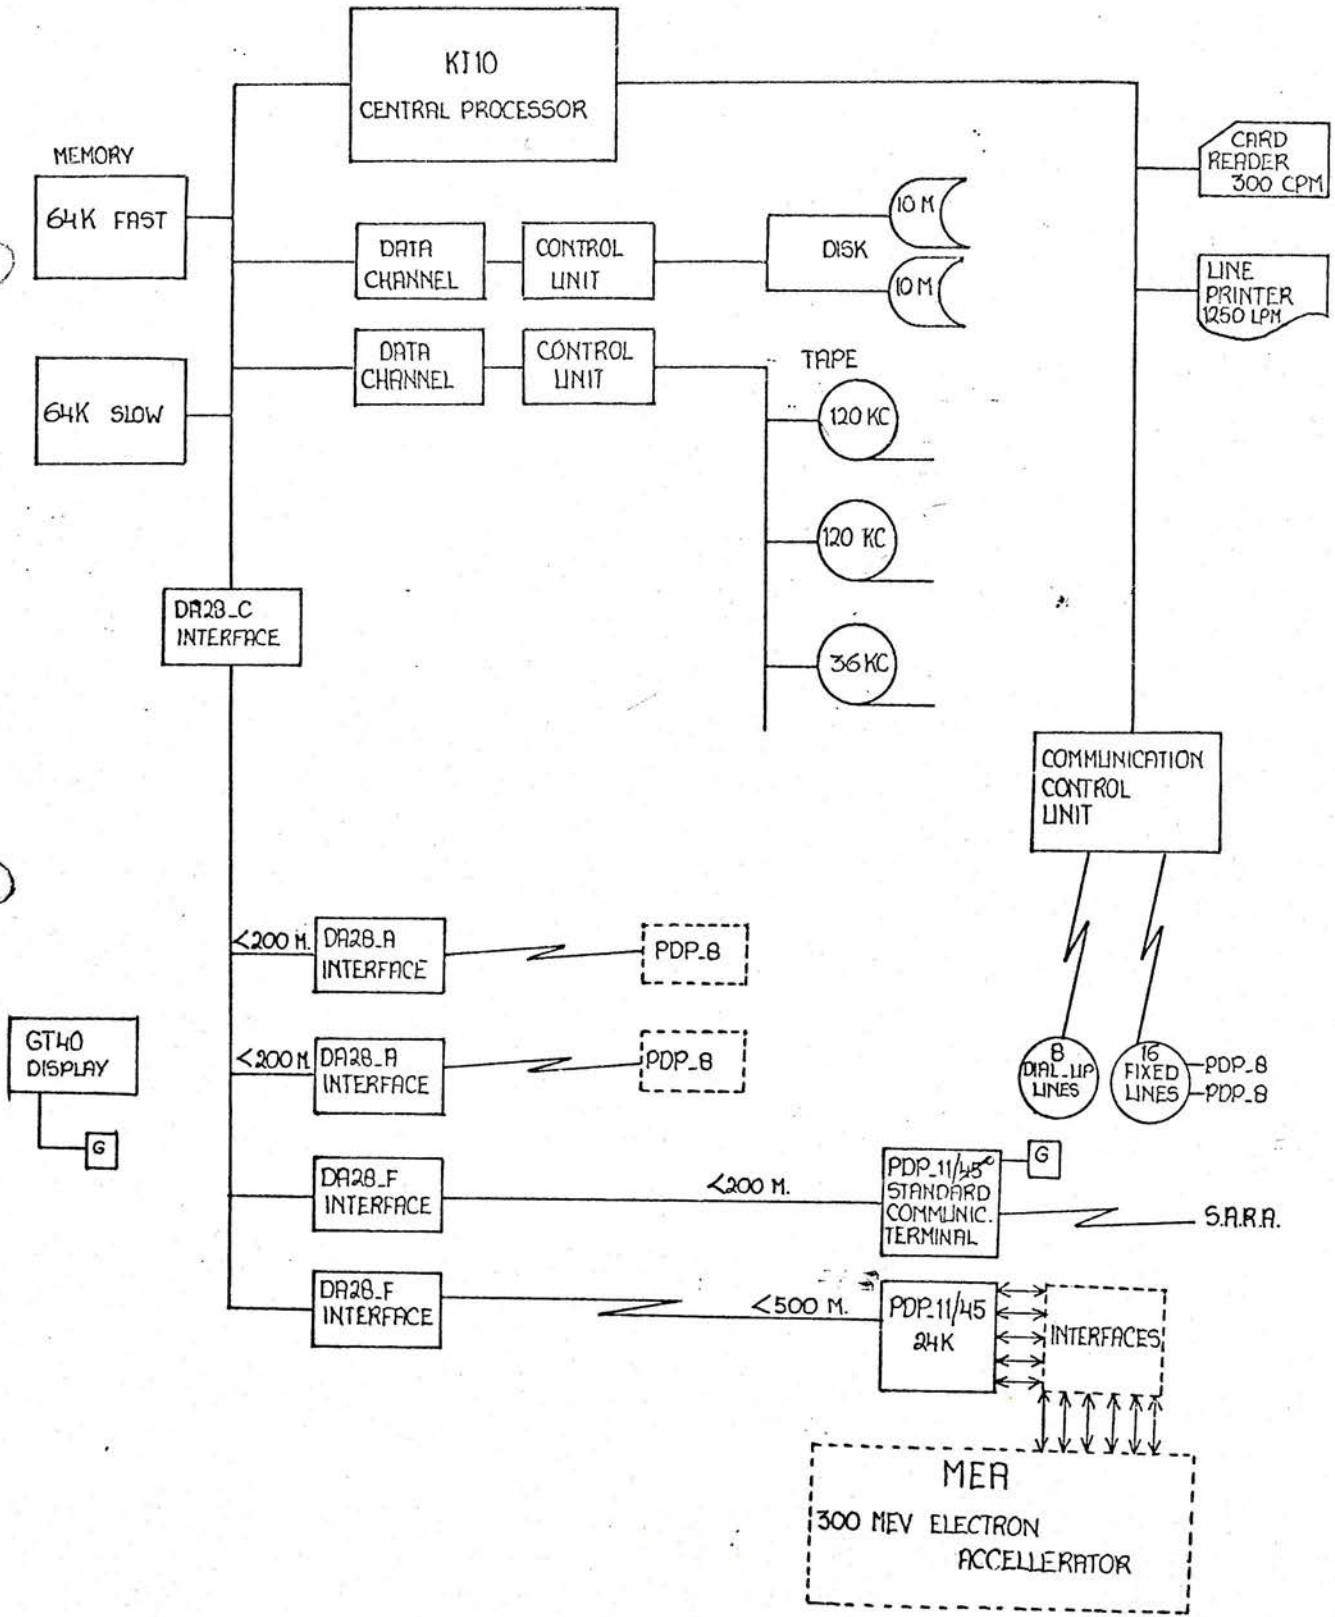 KI10
CENTRAL PROCESSOR
MEMORY
64K FAST
64K SLOW
DATA
CHANNEL
CONTROL
UNIT
DISK
10 M
10 M
CARD
READER
300 CPM
LINE
PRINTER
1250 LPM
DATA
CHANNEL
CONTROL
UNIT
TAPE
120 KC
120 KC
36 KC
DA28_C
INTERFACE
COMMUNICATION
CONTROL
UNIT
8
DIAL_UP
LINES
16
FIXED
LINES
PDP_8
PDP_8
<200 M.
DA28_A
INTERFACE
PDP_8
<200 M.
DA28_A
INTERFACE
PDP_8
GT40
DISPLAY
G
DA28_F
INTERFACE
<200 M.
PDP_11/45
STANDARD
COMMUNIC.
TERMINAL
G
S.A.R.A.
DA28_F
INTERFACE
<500 M.
PDP_11/45
24K
INTERFACES
MEA
300 MEV ELECTRON
ACCELLERATOR